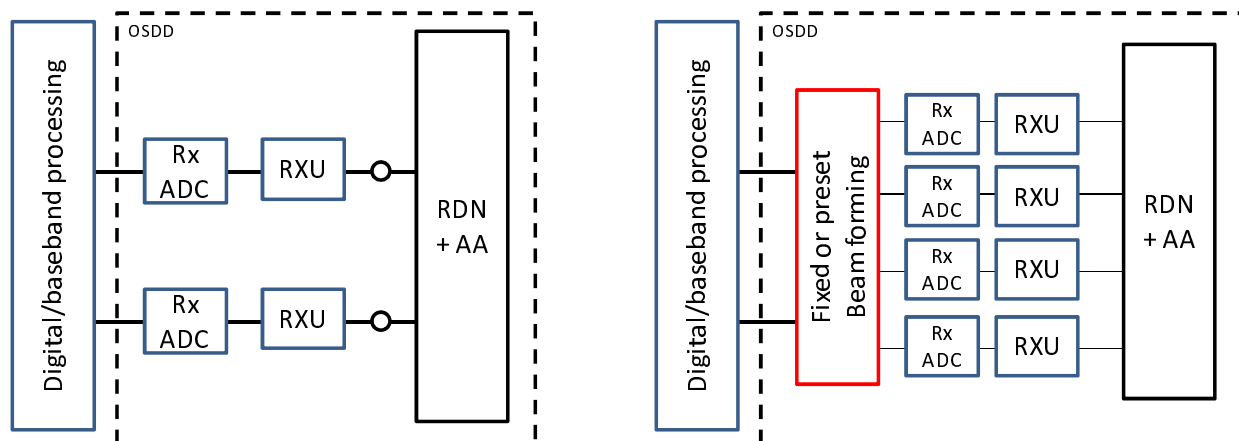 OSDD
Digital/baseband processing
Rx
ADC
RXU
Rx
ADC
RXU
RDN
+ AA
OSDD
Digital/baseband processing
Fixed or preset
Beam forming
Rx
ADC
RXU
Rx
ADC
RXU
Rx
ADC
RXU
Rx
ADC
RXU
RDN
+ AA